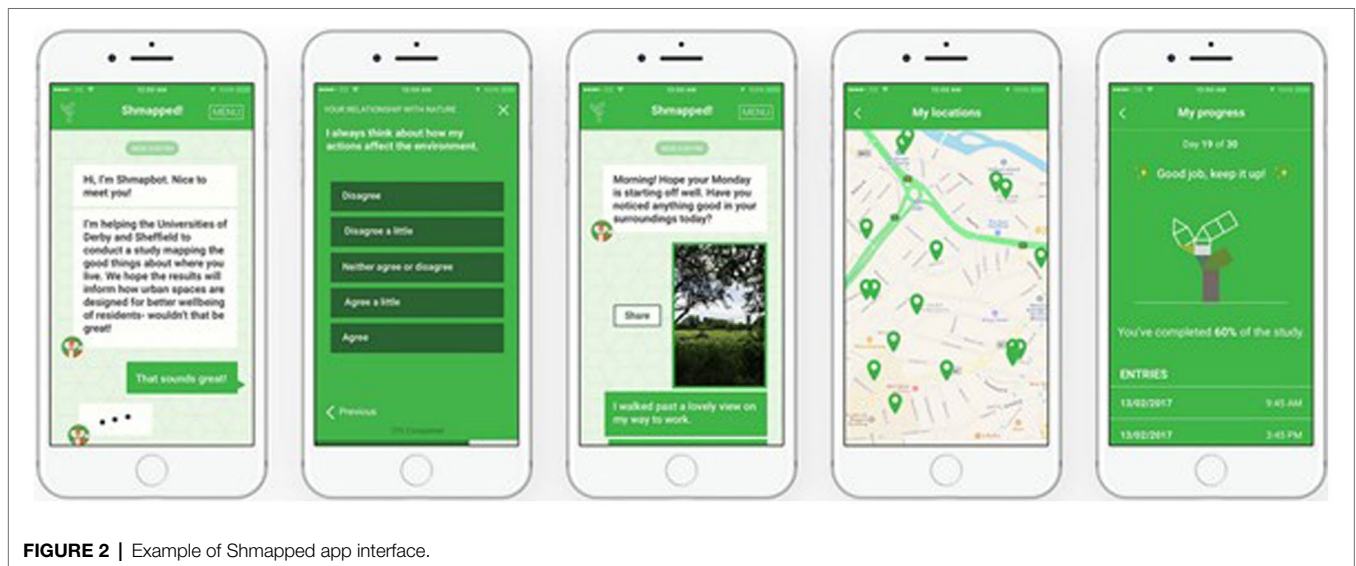 Shmapped!
MENU
Hi, I'm Shmapbot. Nice to
meet you!
I'm helping the Universities of
Derby and Sheffield to
conduct a study mapping the
good things about where you
live. We hope the results will
inform how urban spaces are
designed for better wellbeing
of residents- wouldn't that be
great!
That sounds great!
YOUR RELATIONSHIP WITH NATURE
I always think about how my
actions affect the environment.
Disagree
Disagree a little
Neither agree or disagree
Agree a little
Agree
Previous
Shmapped!
MENU
Morning! Hope your Monday
is starting off well. Have you
noticed anything good in your
surroundings today?
Share
I walked past a lovely view on
my way to work.
My locations
My progress
Day 19 of 30
Good job, keep it up!
You've completed 60% of the study.
ENTRIES
13/02/2017 9:45 AM
13/02/2017 3:45 PM
FIGURE 2 | Example of Shmapped app interface.